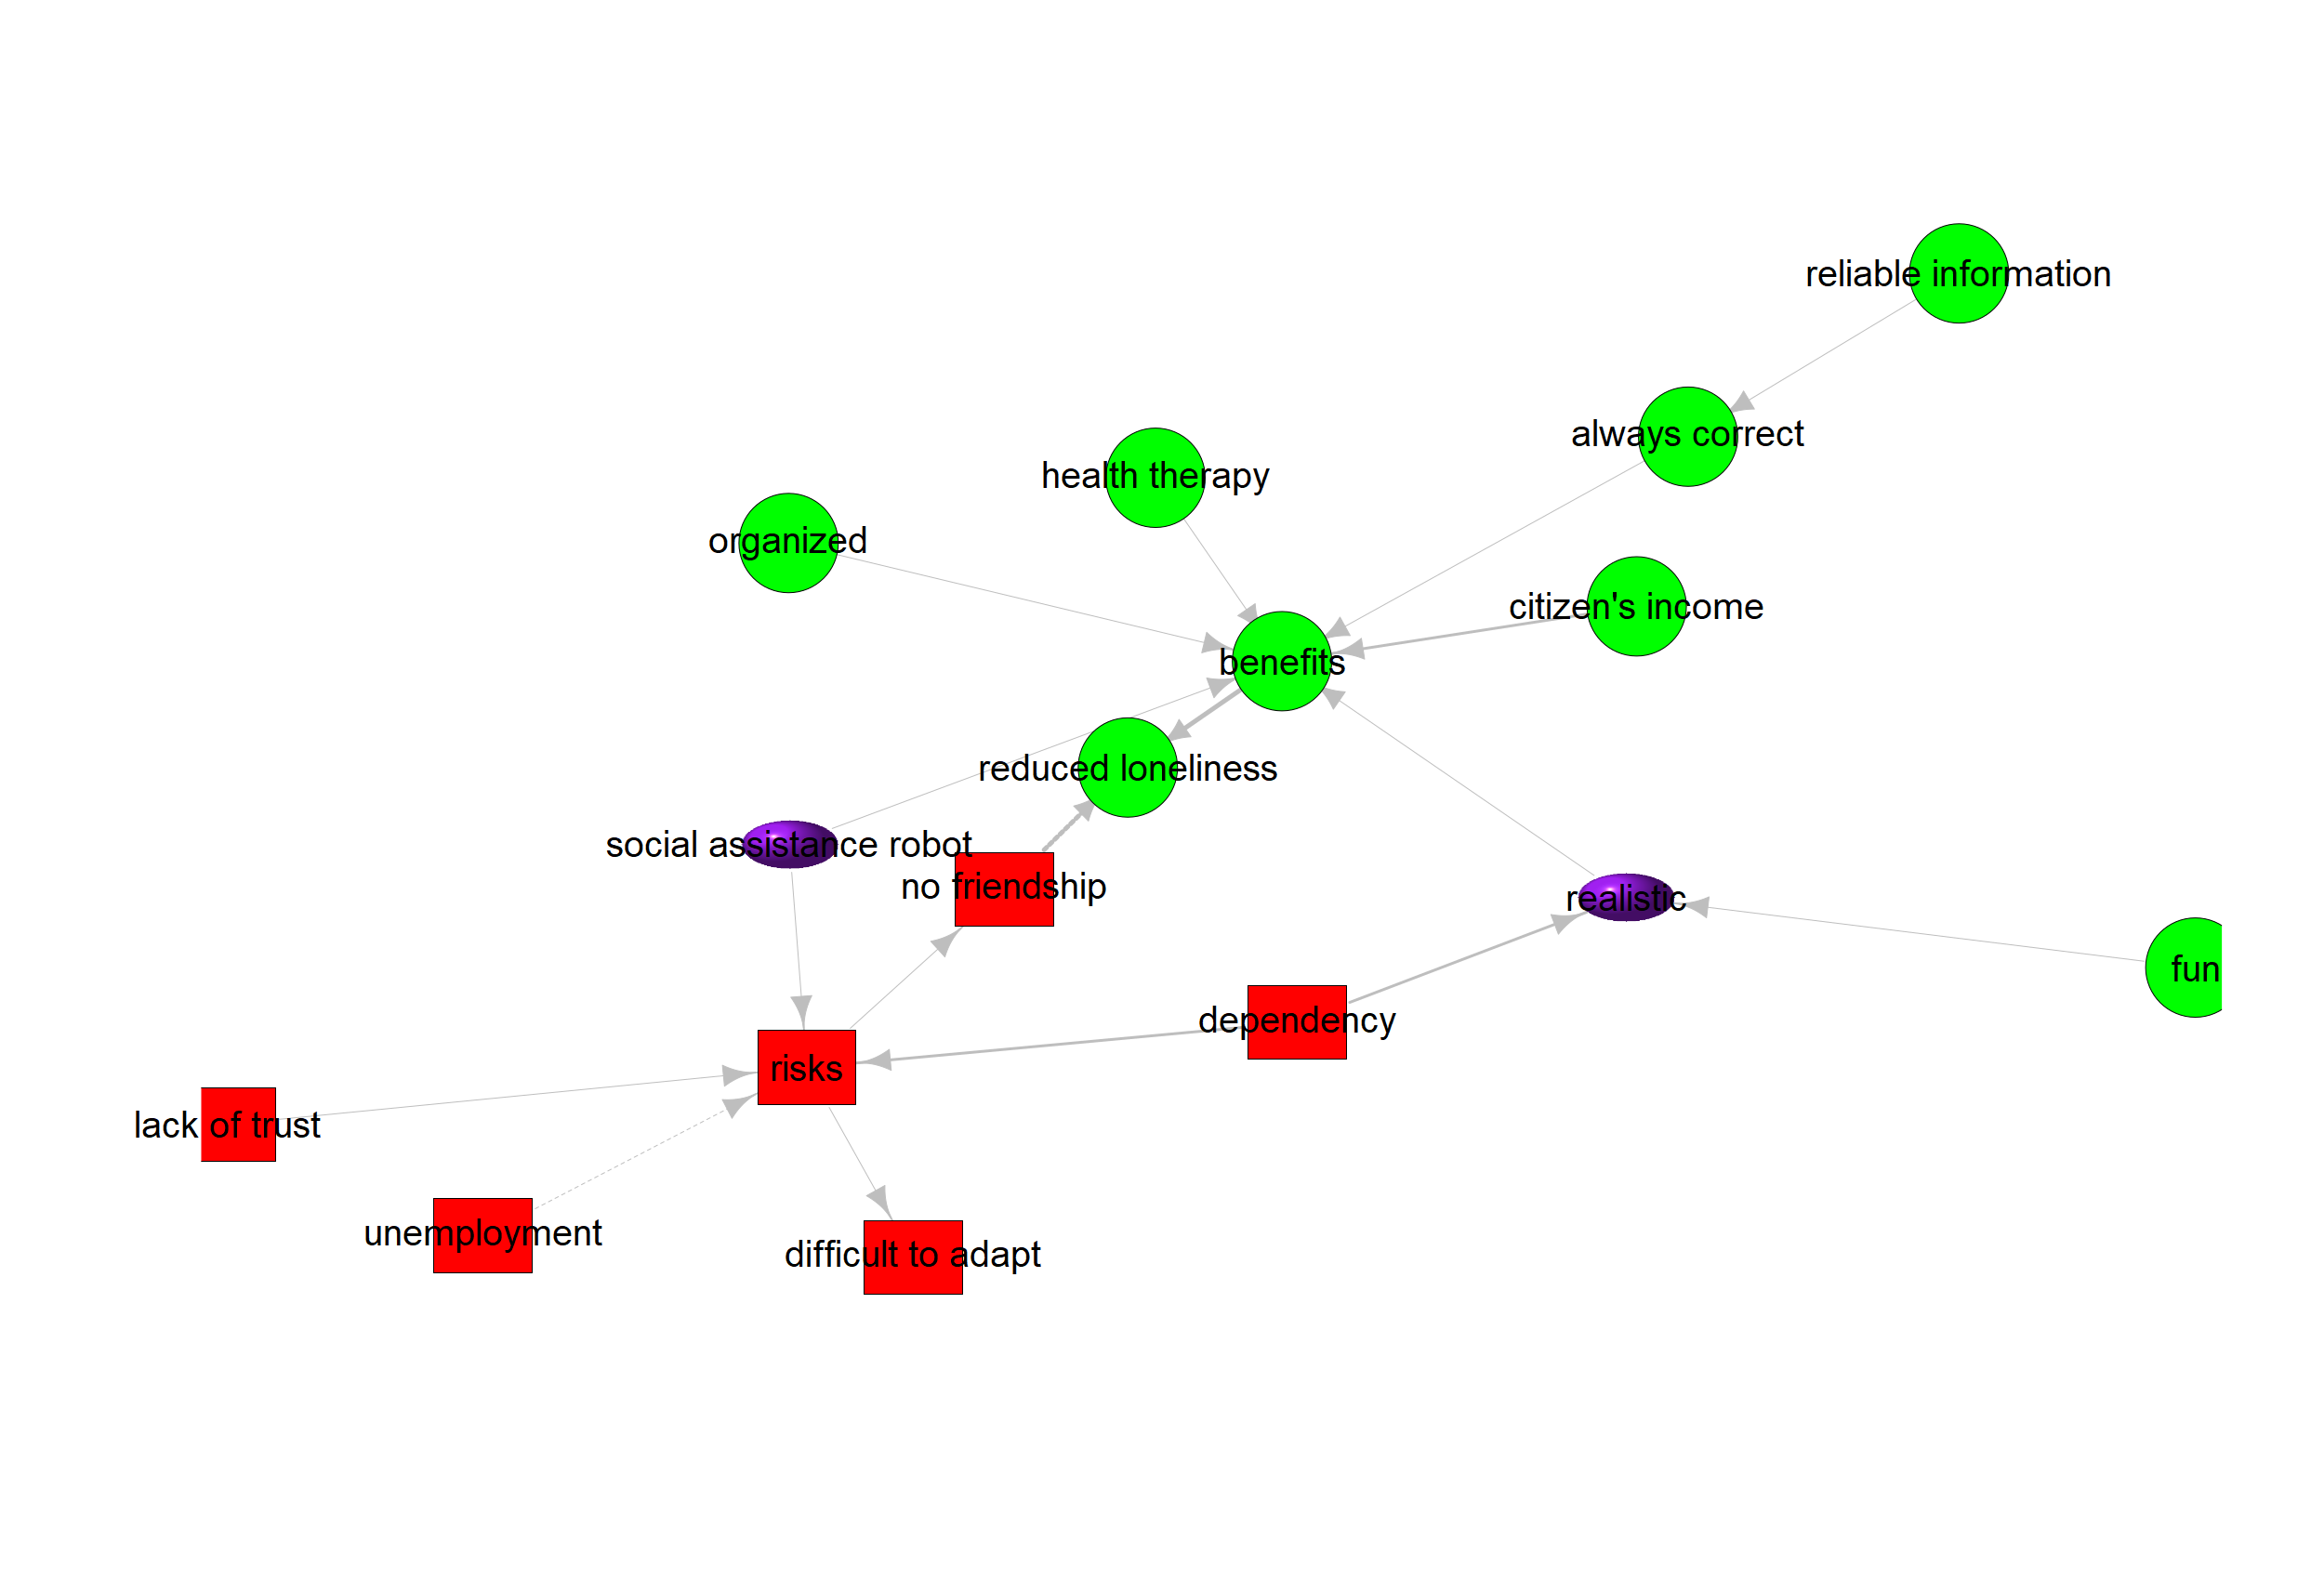 reliable information
always correct
health therapy
organized
citizen's income
benefits
reduced loneliness
social assistance robot
no friendship
realistic
fun
dependency
risks
lack of trust
unemployment
difficult to adapt